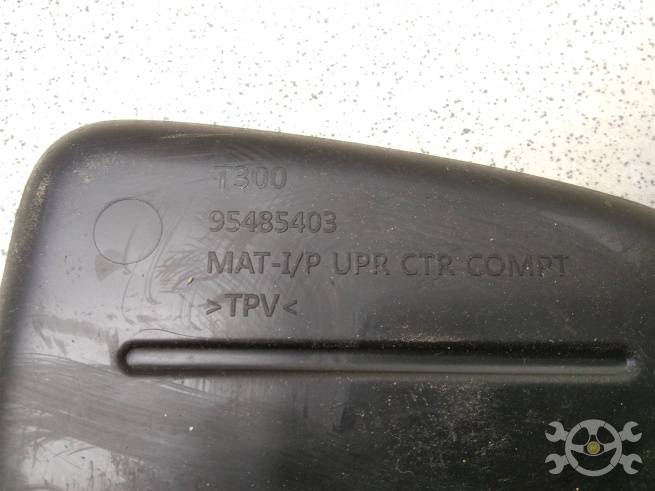 T300
95485403
MAT-I/P UPR CTR COMPT
>TPV<